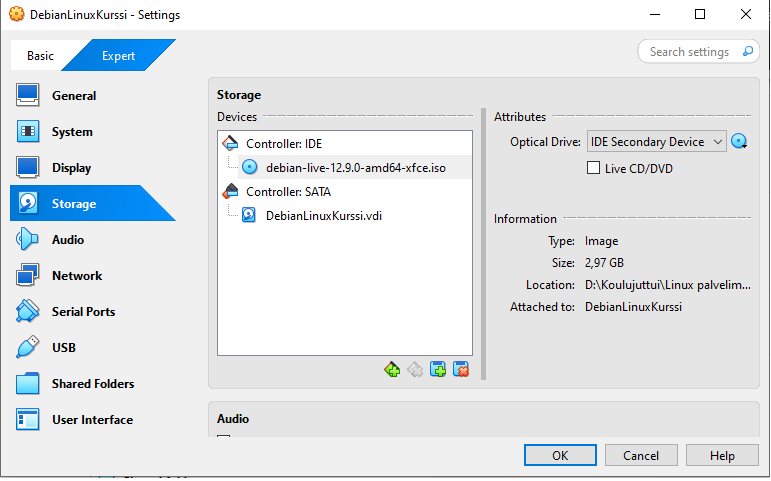 DebianLinuxKurssi - Settings
Basic
Expert
Search settings
General
System
Display
Storage
Audio
Network
Serial Ports
USB
Shared Folders
User Interface
Storage
Devices
Controller: IDE
debian-live-12.9.0-amd64-xfce.iso
Controller: SATA
DebianLinuxKurssi.vdi
Attributes
Optical Drive: IDE Secondary Device
Live CD/DVD
Information
Type: Image
Size: 2,97 GB
Location: D:\Koulujuttui\Linux palvelim...
Attached to: DebianLinuxKurssi
Audio
OK
Cancel
Help